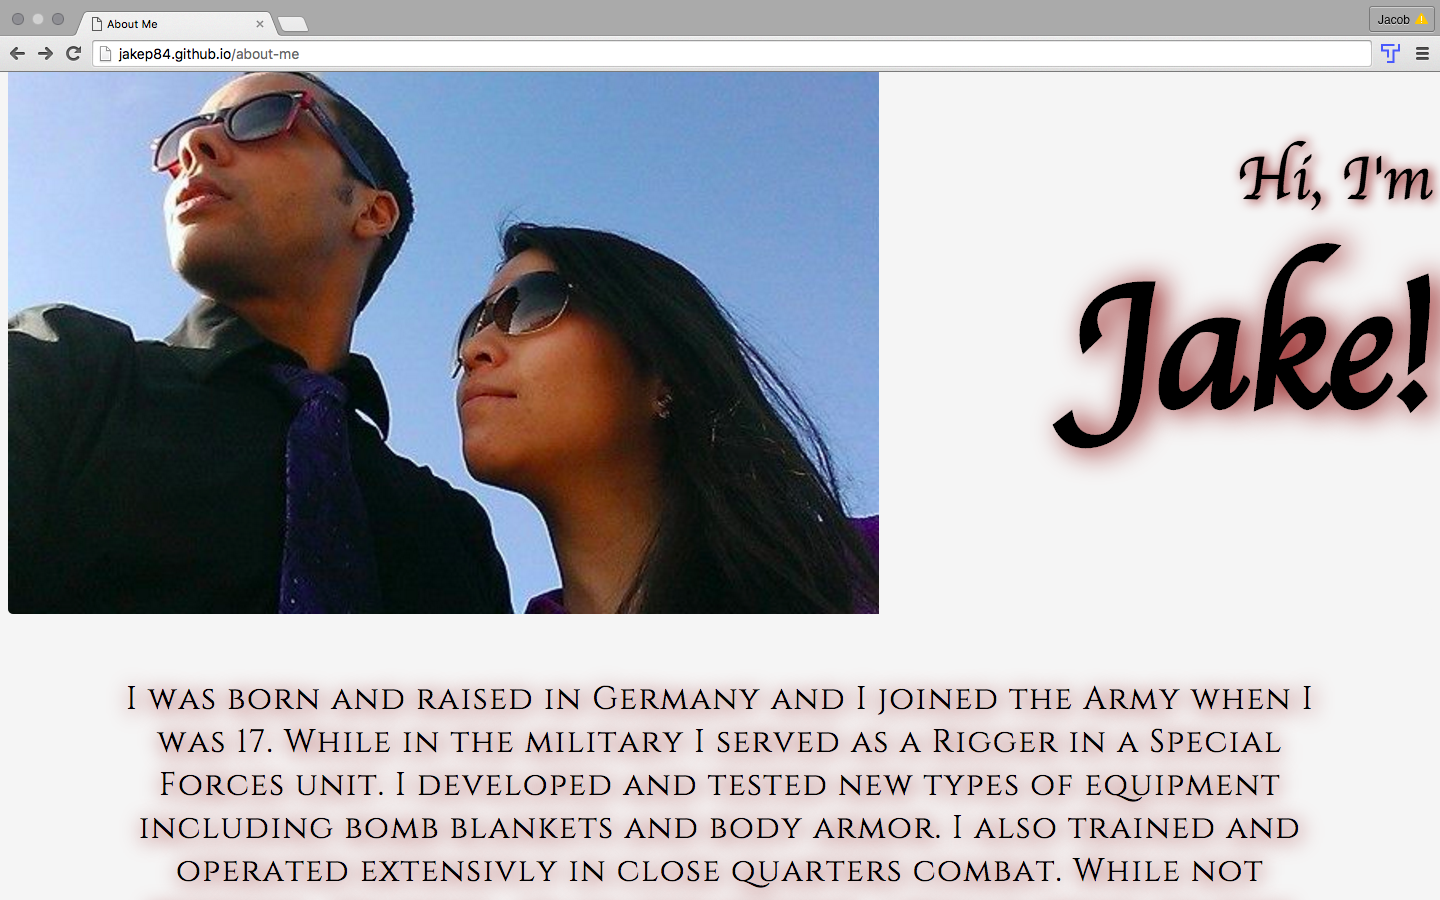 About Me
Jacob
jakep84.github.io/about-me
Hi, I'm
Jake!
I was born and raised in Germany and I joined the Army when I
was 17. While in the military I served as a Rigger in a Special
Forces unit. I developed and tested new types of equipment
including bomb blankets and body armor. I also trained and
operated extensivly in close quarters combat. While not